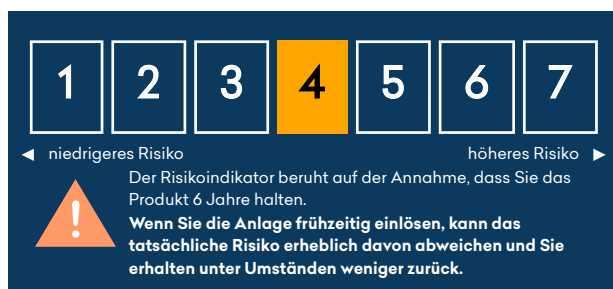 1 2 3 4 5 6 7
◄ niedrigeres Risiko höheres Risiko ►
Der Risikoindikator beruht auf der Annahme, dass Sie das
Produkt 6 Jahre halten.
Wenn Sie die Anlage frühzeitig einlösen, kann das
tatsächliche Risiko erheblich davon abweichen und Sie
erhalten unter Umständen weniger zurück.
!